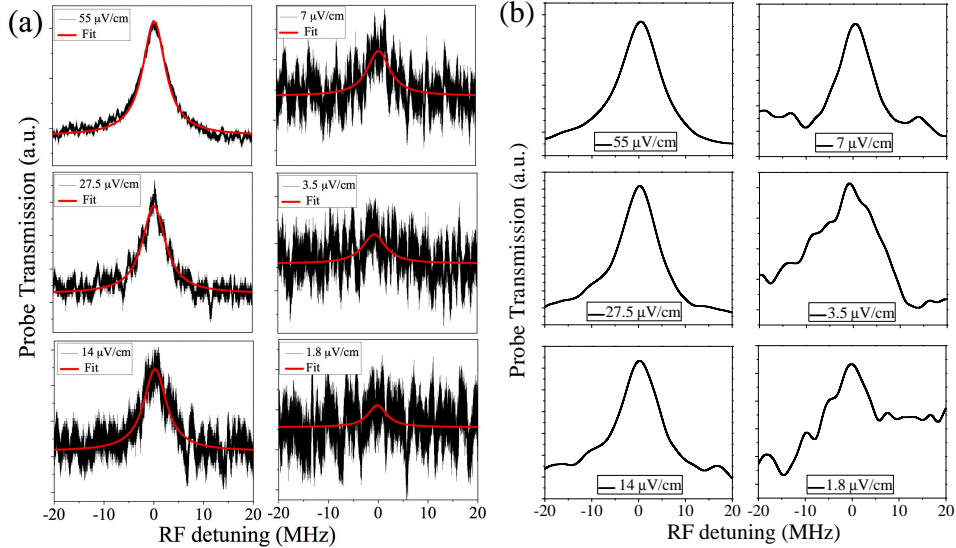 (a)
55 μV/cm
Fit
7 μV/cm
Fit
27.5 μV/cm
Fit
3.5 μV/cm
Fit
14 μV/cm
Fit
1.8 μV/cm
Fit
Probe Transmission (a.u.)
-20 -10 0 10 20
-20 -10 0 10 20
RF detuning (MHz)
(b)
55 μV/cm
7 μV/cm
27.5 μV/cm
3.5 μV/cm
14 μV/cm
1.8 μV/cm
Probe Transmission (a.u.)
-20 -10 0 10 20
-20 -10 0 10 20
RF detuning (MHz)